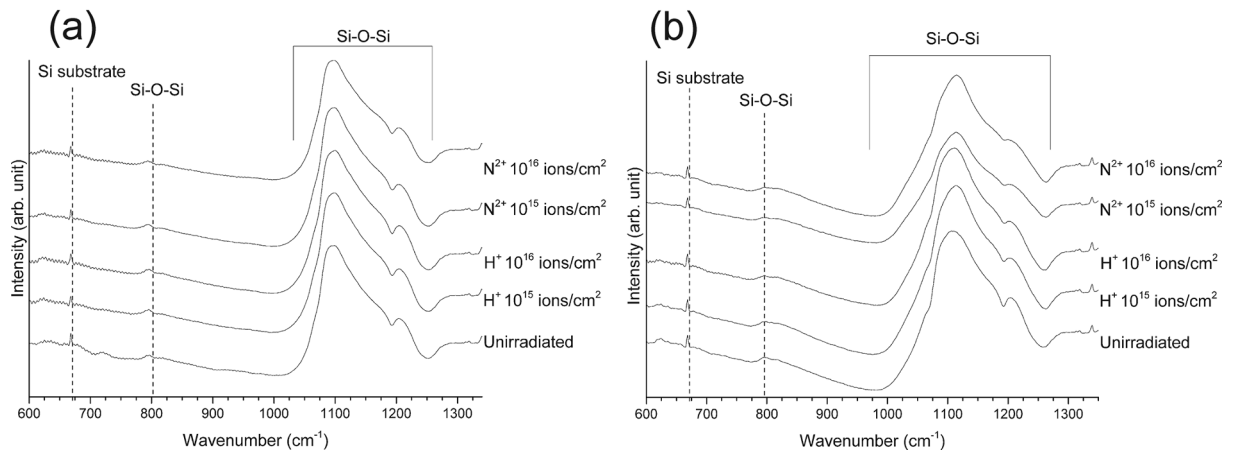 (a)
Si-O-Si
Si substrate
Si-O-Si
N²⁺ 10¹⁶ ions/cm²
N²⁺ 10¹⁵ ions/cm²
H⁺ 10¹⁶ ions/cm²
H⁺ 10¹⁵ ions/cm²
Unirradiated
Intensity (arb. unit)
600 700 800 900 1000 1100 1200 1300
Wavenumber (cm⁻¹)
(b)
Si-O-Si
Si substrate
Si-O-Si
N²⁺ 10¹⁶ ions/cm²
N²⁺ 10¹⁵ ions/cm²
H⁺ 10¹⁶ ions/cm²
H⁺ 10¹⁵ ions/cm²
Unirradiated
Intensity (arb. unit)
600 700 800 900 1000 1100 1200 1300
Wavenumber (cm⁻¹)